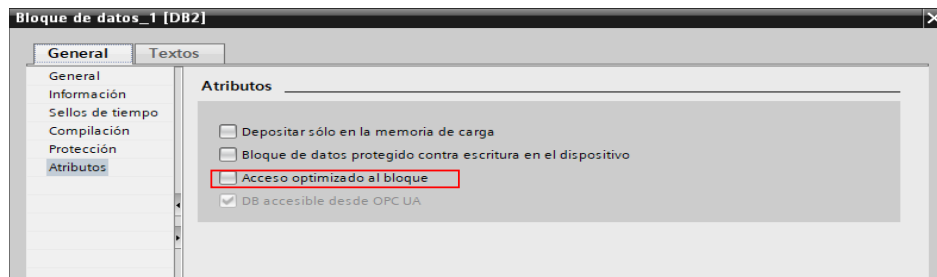 Bloque de datos_1 [DB2]
General Textos
General
Información
Sellos de tiempo
Compilación
Protección
Atributos
Atributos
Depositar sólo en la memoria de carga
Bloque de datos protegido contra escritura en el dispositivo
Acceso optimizado al bloque
DB accesible desde OPC UA